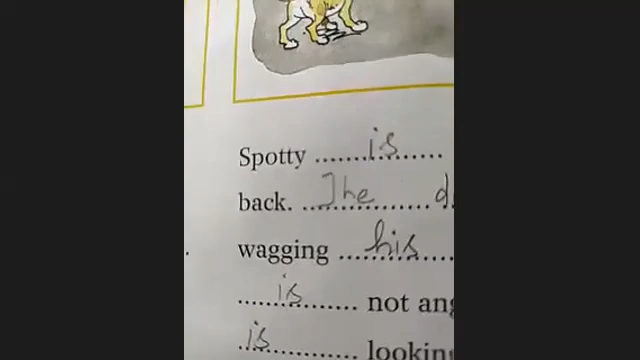 Spotty ........is........
back. ....The........
wagging ....his....
....is........ not
is............